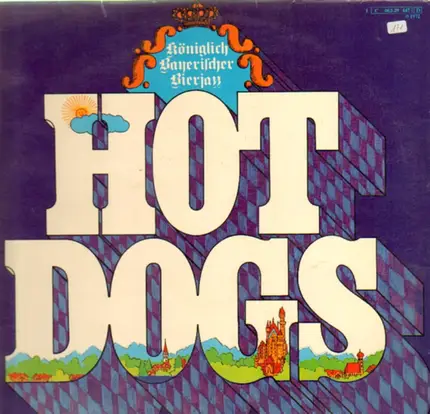 Königlich
Bayerischer
Bierjazz
HOT
DOGS